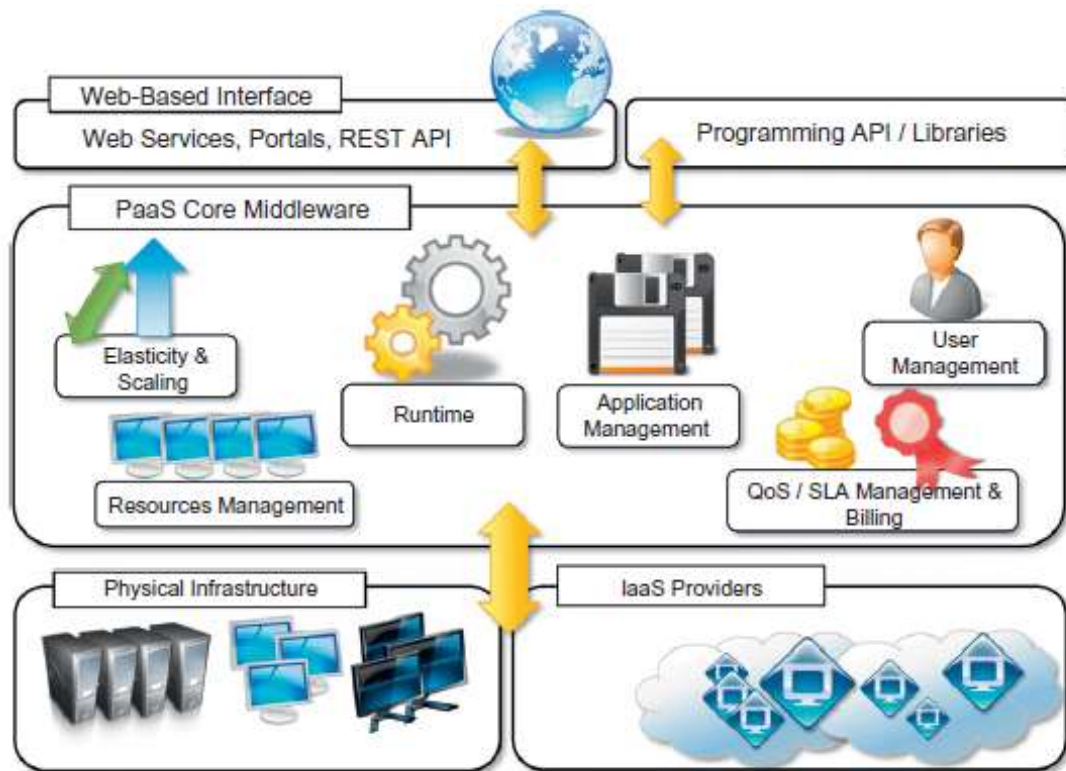 Web-Based Interface
Web Services, Portals, REST API
Programming API / Libraries
PaaS Core Middleware
Elasticity &
Scaling
Runtime
Application
Management
User
Management
Resources Management
QoS / SLA Management &
Billing
Physical Infrastructure
IaaS Providers